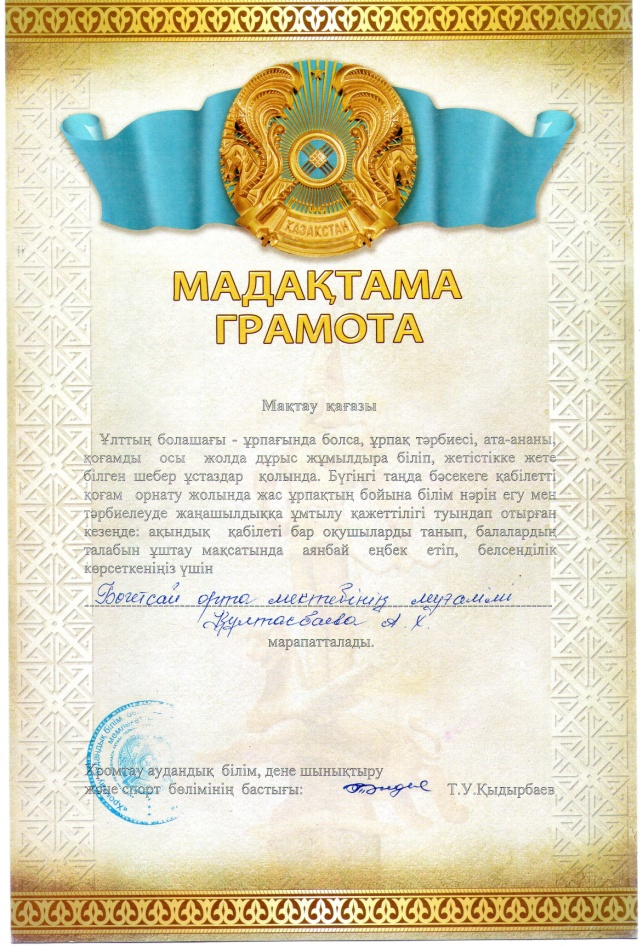 ҚАЗАҚСТАН
МАДАҚТАМА
ГРАМОТА
Мақтау қағазы
Ұлттың болашағы - ұрпағында болса, ұрпақ тәрбиесі, ата-ананы,
қоғамды осы жолда дұрыс жұмылдыра біліп, жетістікке жете
білген шебер ұстаздар қолында. Бүгінгі таңда бәсекеге қабілетті
қоғам орнату жолында жас ұрпақтың бойына білім нәрін егу мен
тәрбиелеуде жаңашылдыққа ұмтылу қажеттілігі туындап отырған
кезеңде: ақындық қабілеті бар оқушыларды танып, балалардың
талабын ұштау мақсатында аянбай еңбек етіп, белсенділік
көрсеткеніңіз үшін
Бөгетсай орта мектебінің мұғалімі
Құлтасбаева А.Х.
марапатталады.
Хромтау аудандық білім, дене шынықтыру
және спорт бөлімінің бастығы: Т.У.Қыдырбаев